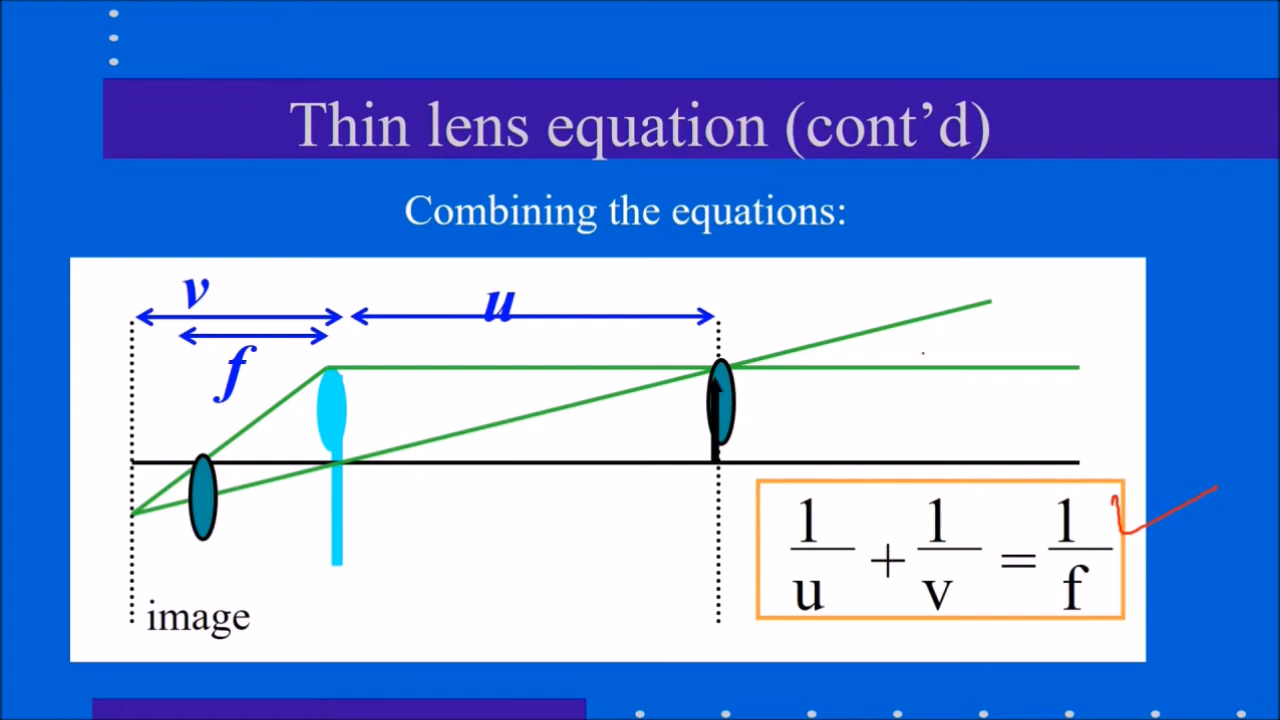 Thin lens equation (cont’d)
Combining the equations:
v
u
f
1/u + 1/v = 1/f
image